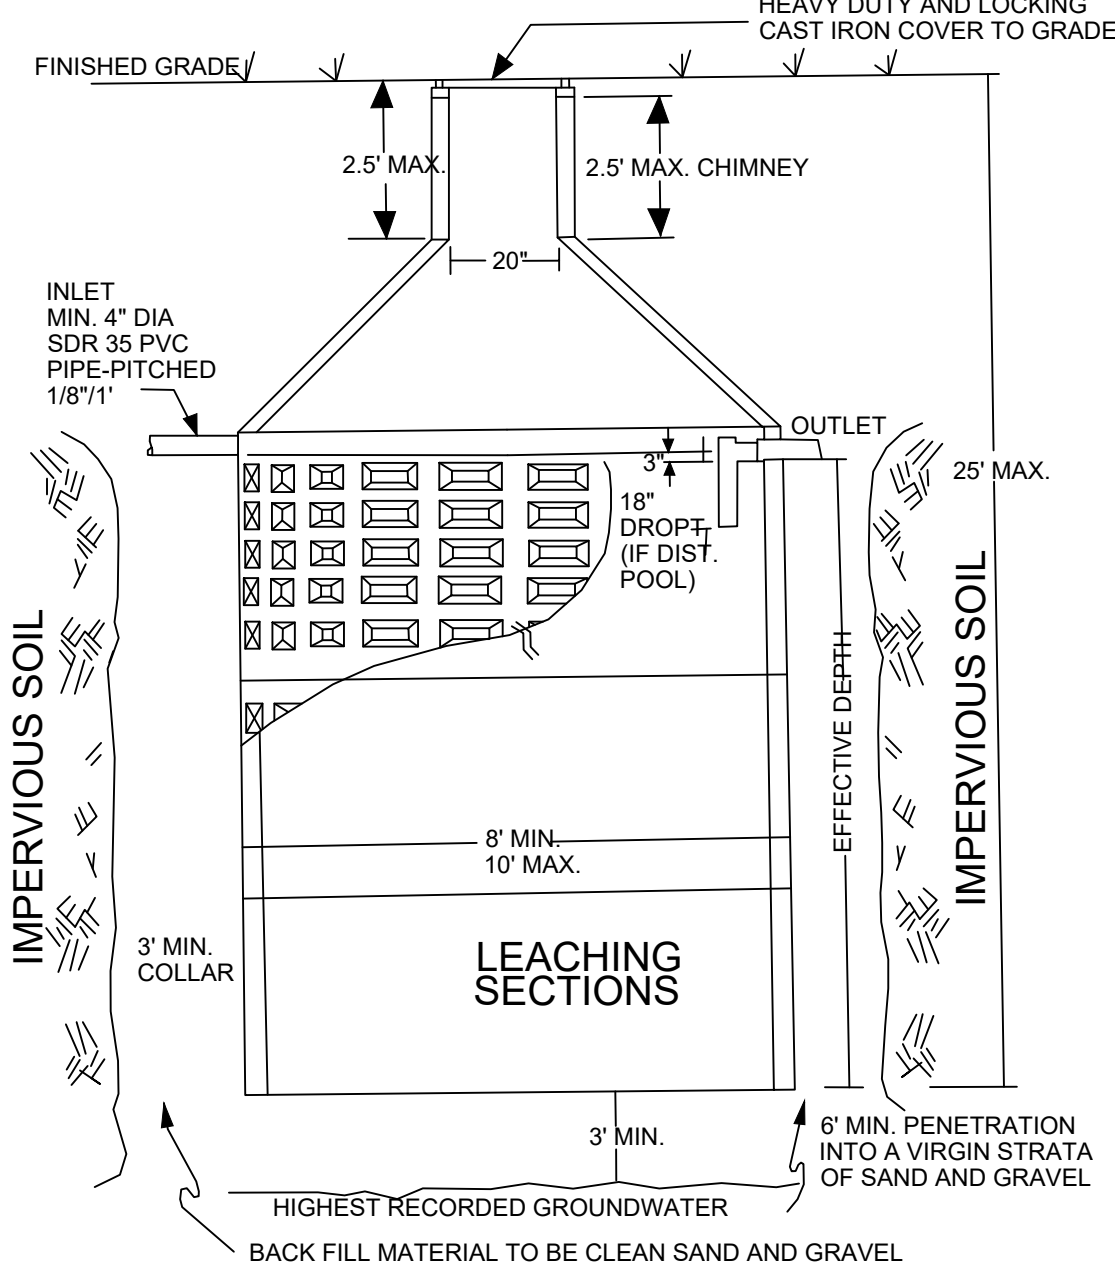 HEAVY DUTY AND LOCKING
CAST IRON COVER TO GRADE
FINISHED GRADE
2.5' MAX.
2.5' MAX. CHIMNEY
20"
INLET
MIN. 4" DIA
SDR 35 PVC
PIPE-PITCHED
1/8"/1'
OUTLET
3"
25' MAX.
18"
DROPT
(IF DIST.
POOL)
IMPERVIOUS SOIL
EFFECTIVE DEPTH
IMPERVIOUS SOIL
8' MIN.
10' MAX.
3' MIN.
COLLAR
LEACHING
SECTIONS
3' MIN.
6' MIN. PENETRATION
INTO A VIRGIN STRATA
OF SAND AND GRAVEL
HIGHEST RECORDED GROUNDWATER
BACK FILL MATERIAL TO BE CLEAN SAND AND GRAVEL